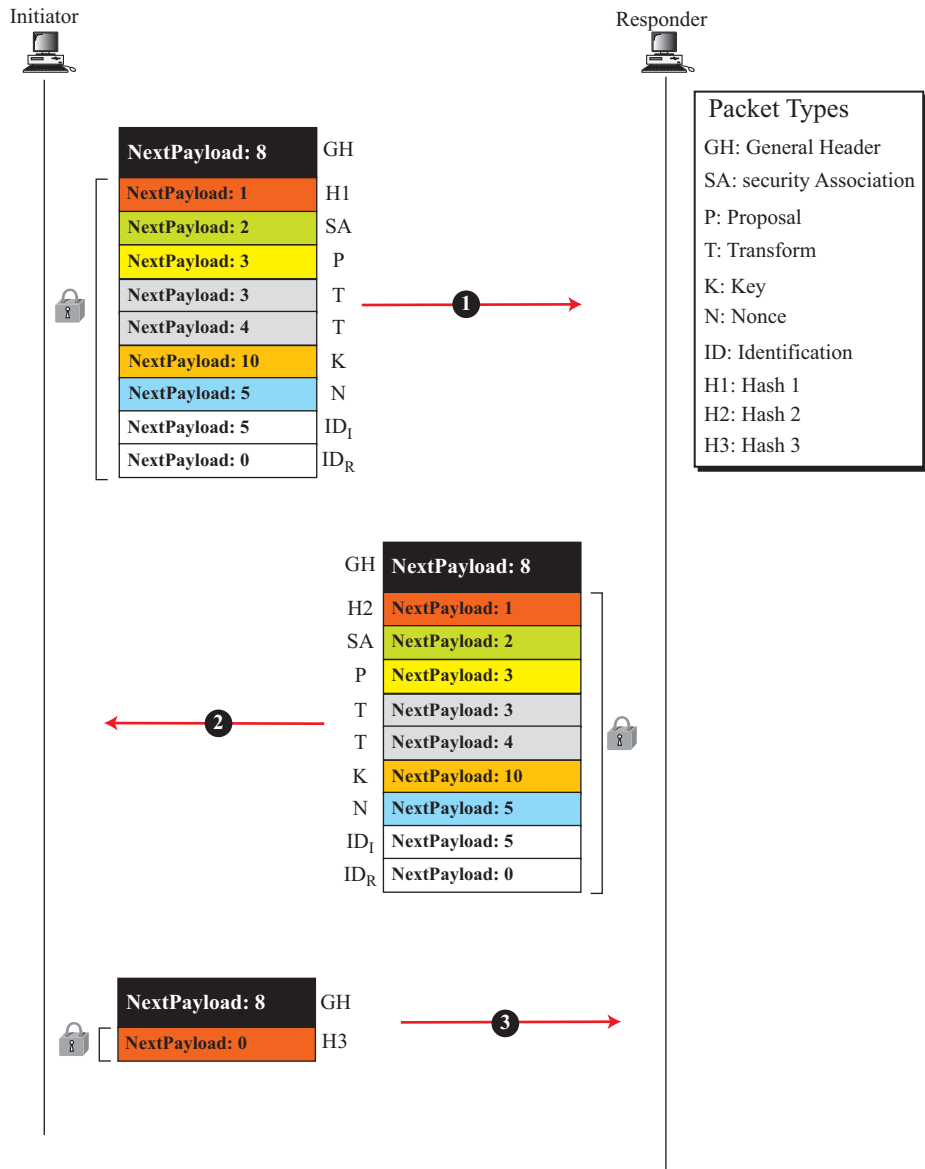 Initiator
Responder
Packet Types
GH: General Header
SA: security Association
P: Proposal
T: Transform
K: Key
N: Nonce
ID: Identification
H1: Hash 1
H2: Hash 2
H3: Hash 3
NextPayload: 8 GH
NextPayload: 1 H1
NextPayload: 2 SA
NextPayload: 3 P
NextPayload: 3 T
1
NextPayload: 4 T
NextPayload: 10 K
NextPayload: 5 N
NextPayload: 5 IDI
NextPayload: 0 IDR
GH NextPayload: 8
H2 NextPayload: 1
SA NextPayload: 2
P NextPayload: 3
T NextPayload: 3
2
T NextPayload: 4
K NextPayload: 10
N NextPayload: 5
IDI NextPayload: 5
IDR NextPayload: 0
NextPayload: 8 GH
3
NextPayload: 0 H3